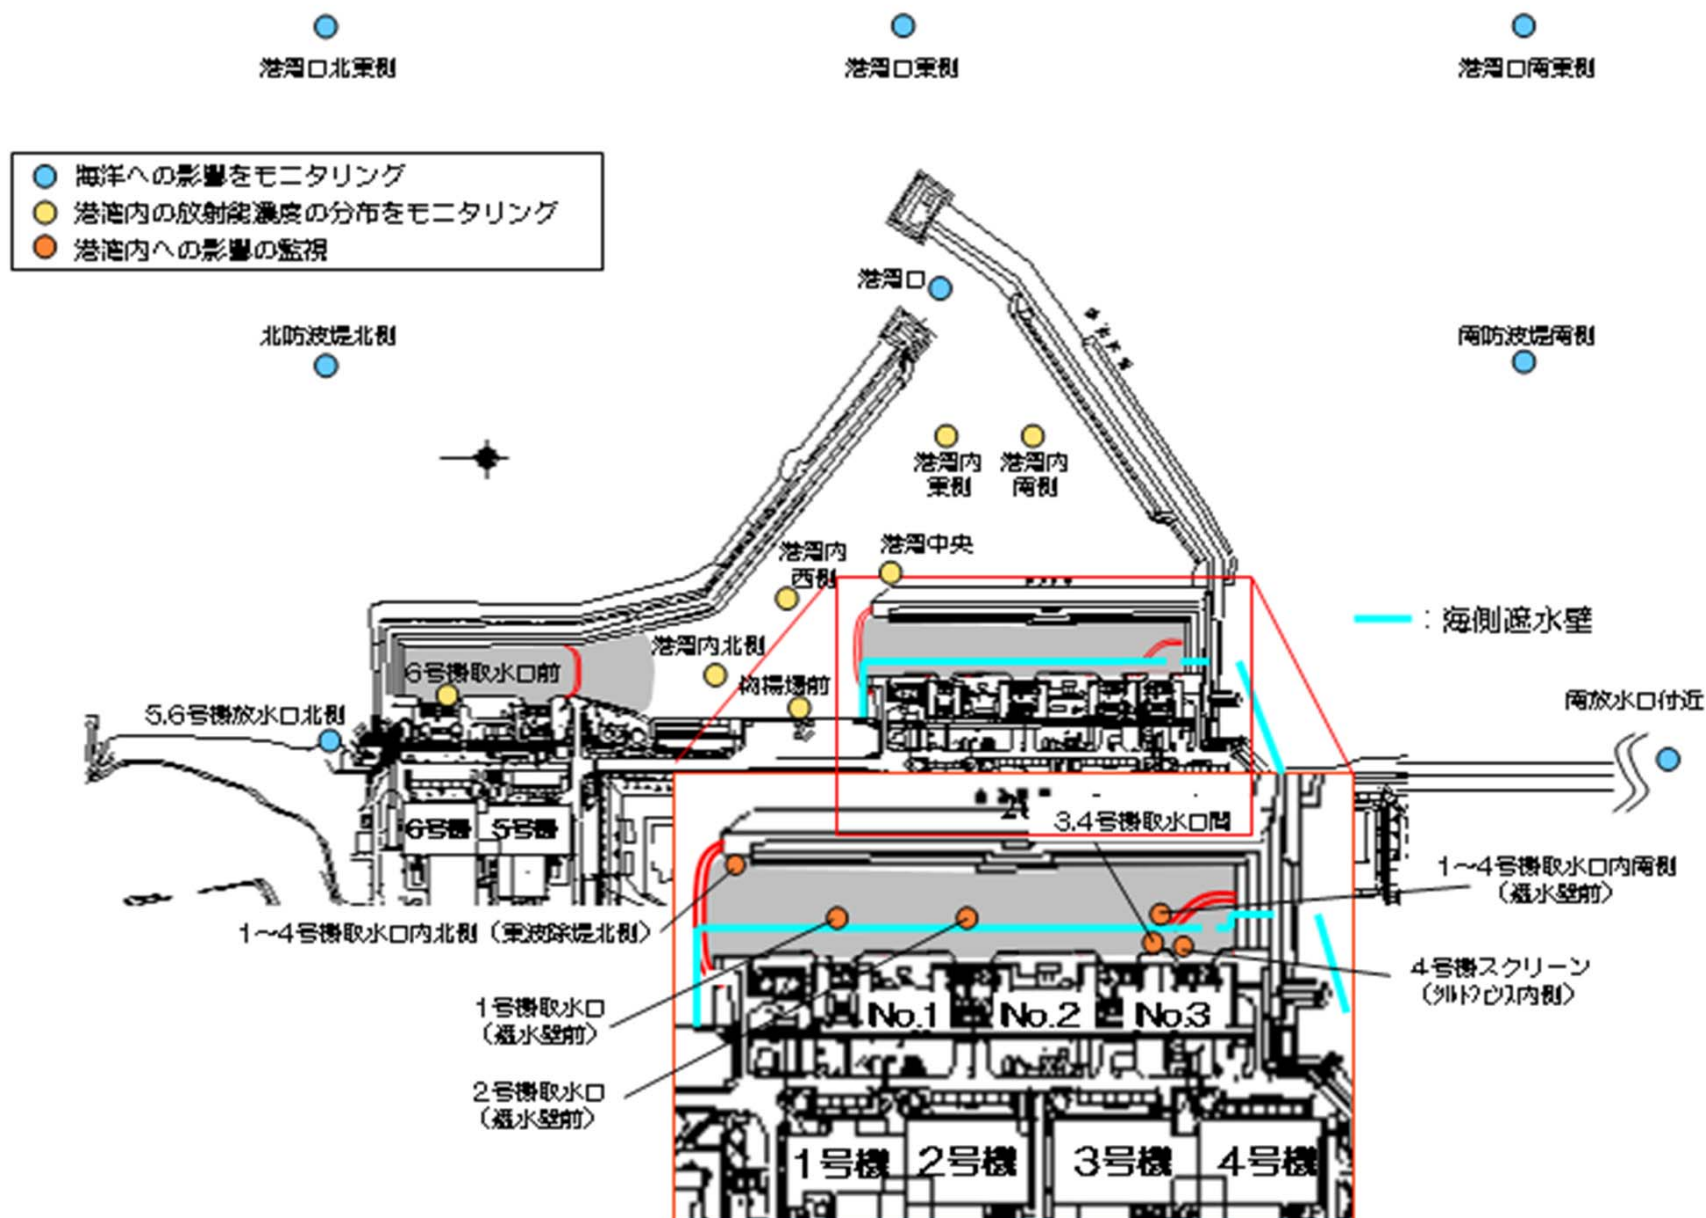 港湾口北東側
港湾口東側
港湾口南東側
海洋への影響をモニタリング
港湾内の放射能濃度の分布をモニタリング
港湾内への影響の監視
港湾口
北防波堤北側
南防波堤南側
港湾内
東側
港湾内
南側
港湾内
西側
港湾中央
：海側遮水壁
港湾内北側
6号機取水口前
物揚場前
5,6号機放水口北側
南放水口付近
6号機
5号機
3,4号機取水口間
1～4号機取水口内南側
（遮水壁前）
1～4号機取水口内北側（東波除堤北側）
4号機スクリーン
（シルトフェンス内側）
1号機取水口
（遮水壁前）
No.1
No.2
No.3
2号機取水口
（遮水壁前）
1号機
2号機
3号機
4号機